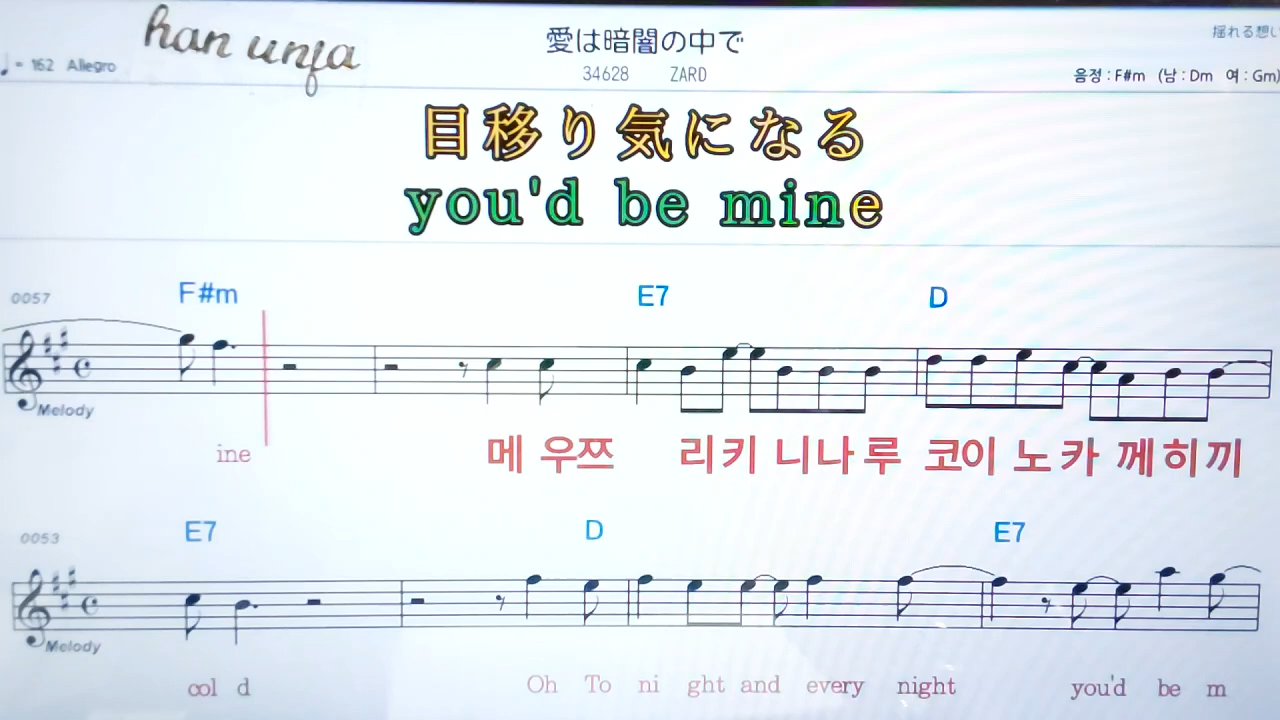 han unja
愛は暗闇の中で
揺れる想い
♩= 162 Allegro
34628 ZARD
음정 : F#m (남 : Dm 여 : Gm)
目移り気になる
you'd be mine
0057 F#m E7 D
Melody
ine 메 우쯔 리키 니나루 코이 노카 께히끼
0053 E7 D E7
Melody
ool d Oh To ni ght and every night you'd be m